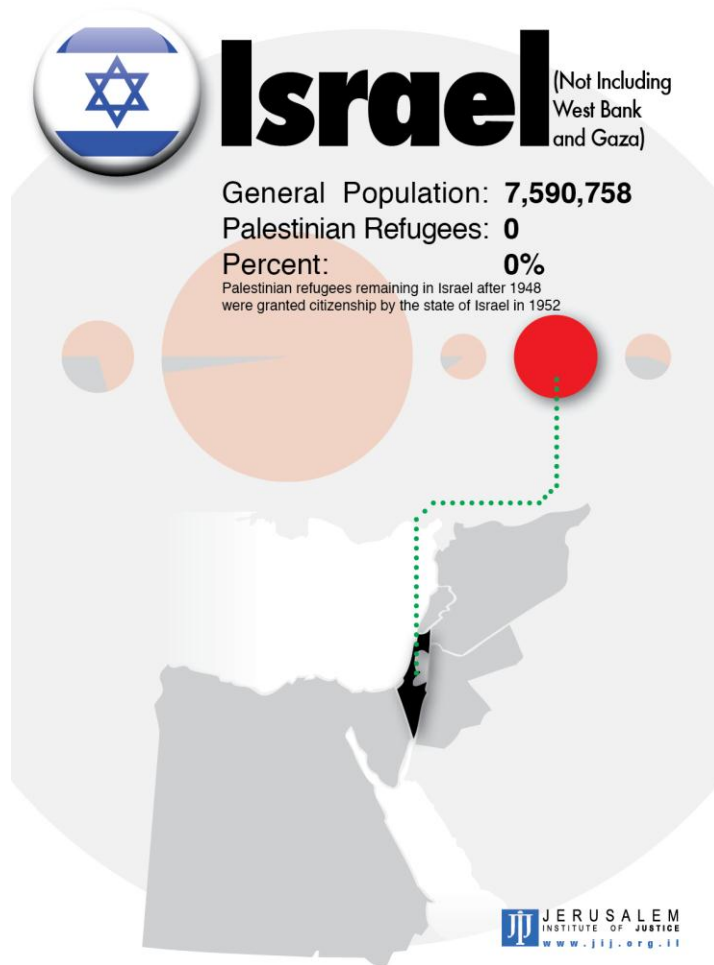 Israel
(Not Including
West Bank
and Gaza)
General Population: 7,590,758
Palestinian Refugees: 0
Percent: 0%
Palestinian refugees remaining in Israel after 1948
were granted citizenship by the state of Israel in 1952
JIJ JERUSALEM
INSTITUTE OF JUSTICE
www.jij.org.il